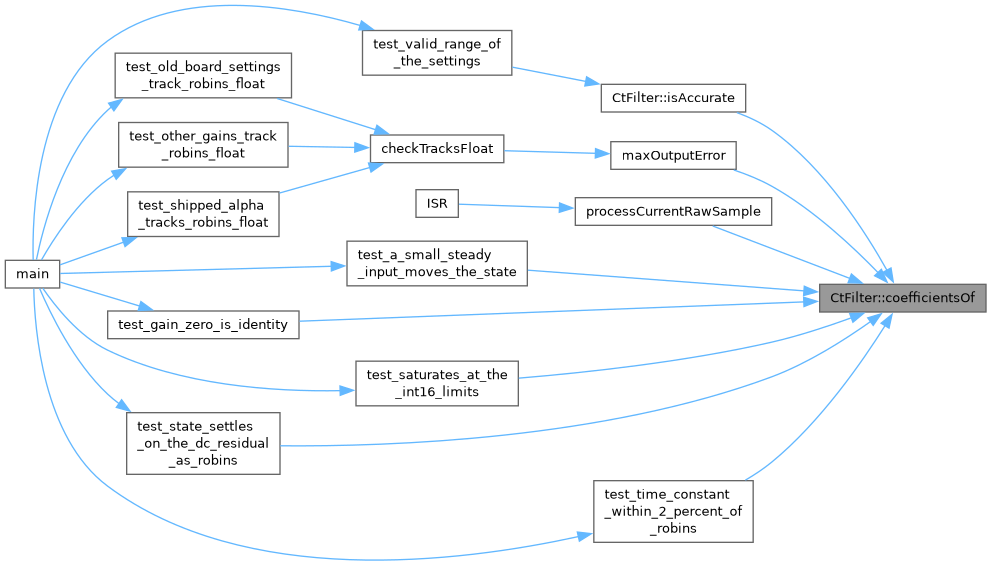 test_valid_range_of
_the_settings
test_old_board_settings
_track_robins_float
CtFilter::isAccurate
test_other_gains_track
_robins_float
checkTracksFloat
maxOutputError
test_shipped_alpha
_tracks_robins_float
ISR
processCurrentRawSample
main
test_a_small_steady
_input_moves_the_state
CtFilter::coefficientsOf
test_gain_zero_is_identity
test_saturates_at_the
_int16_limits
test_state_settles
_on_the_dc_residual
_as_robins
test_time_constant
_within_2_percent_of
_robins